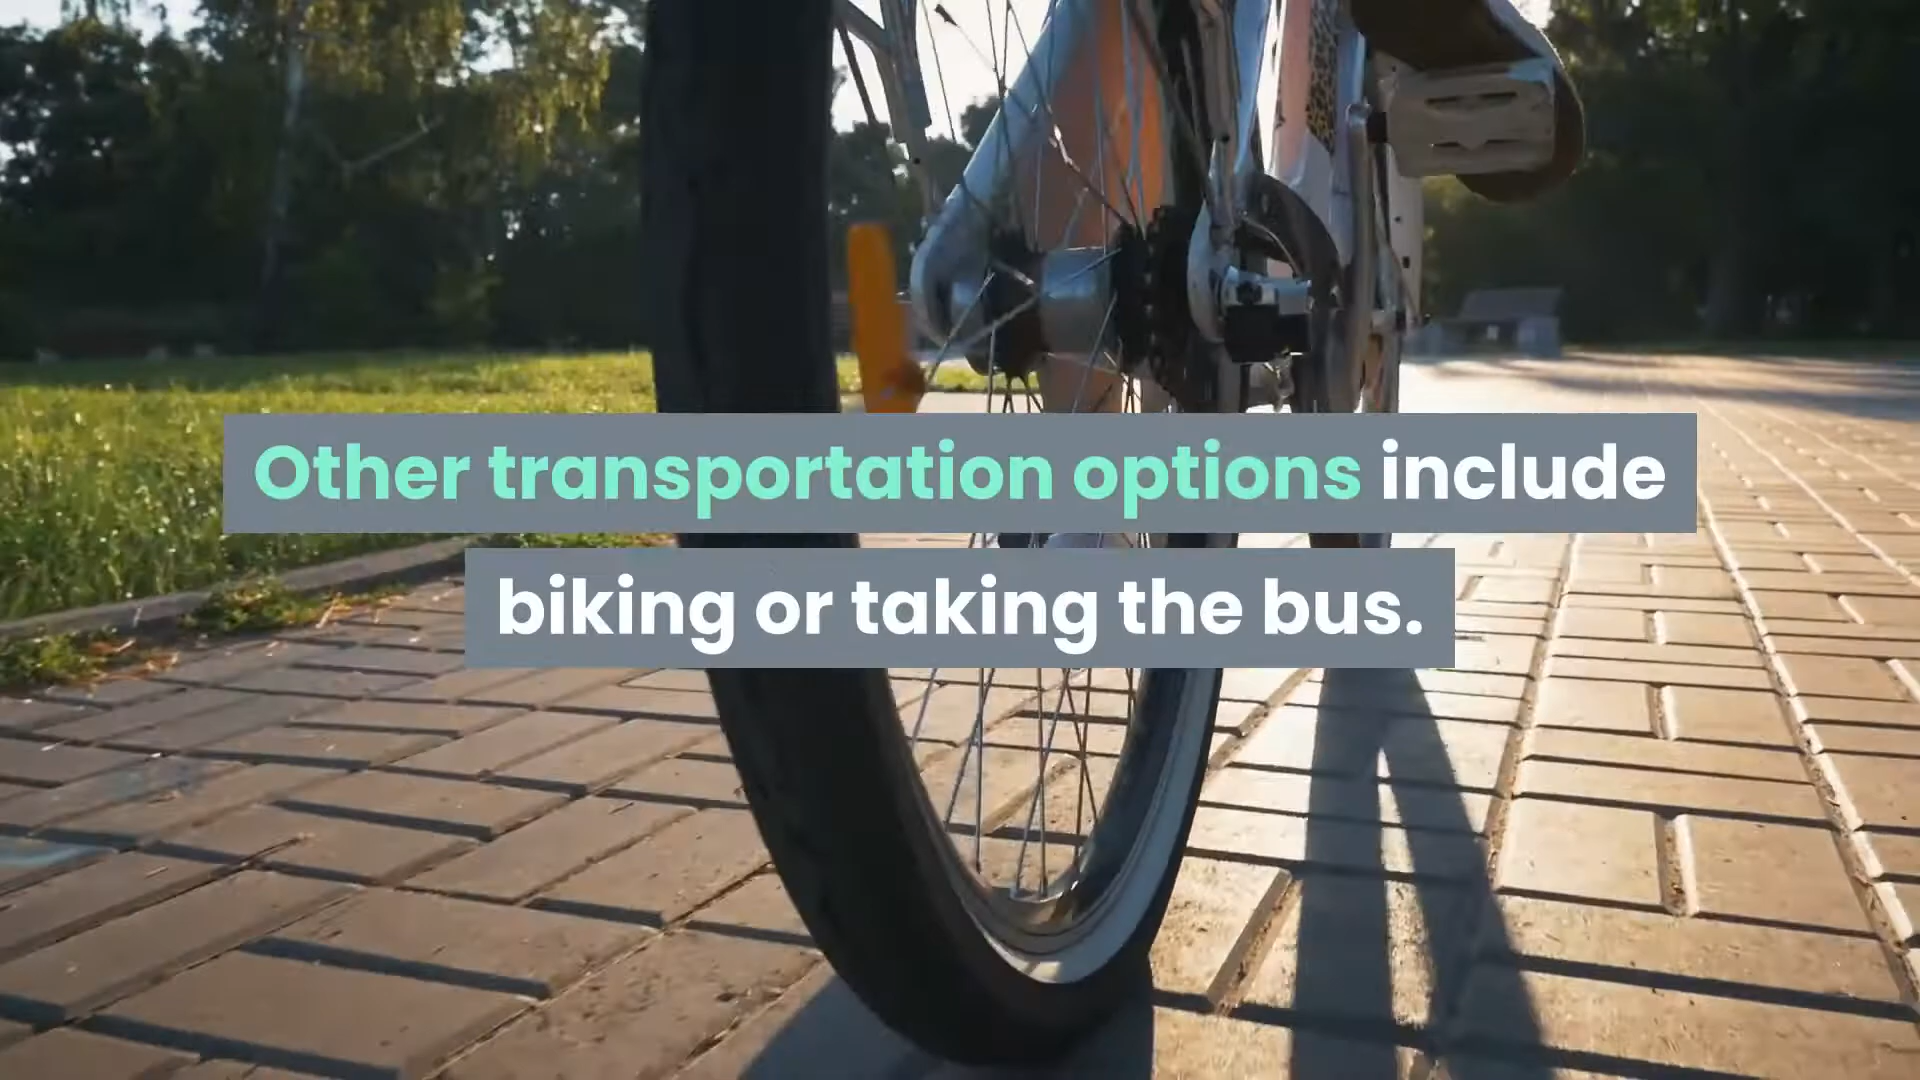 Other transportation options include
biking or taking the bus.